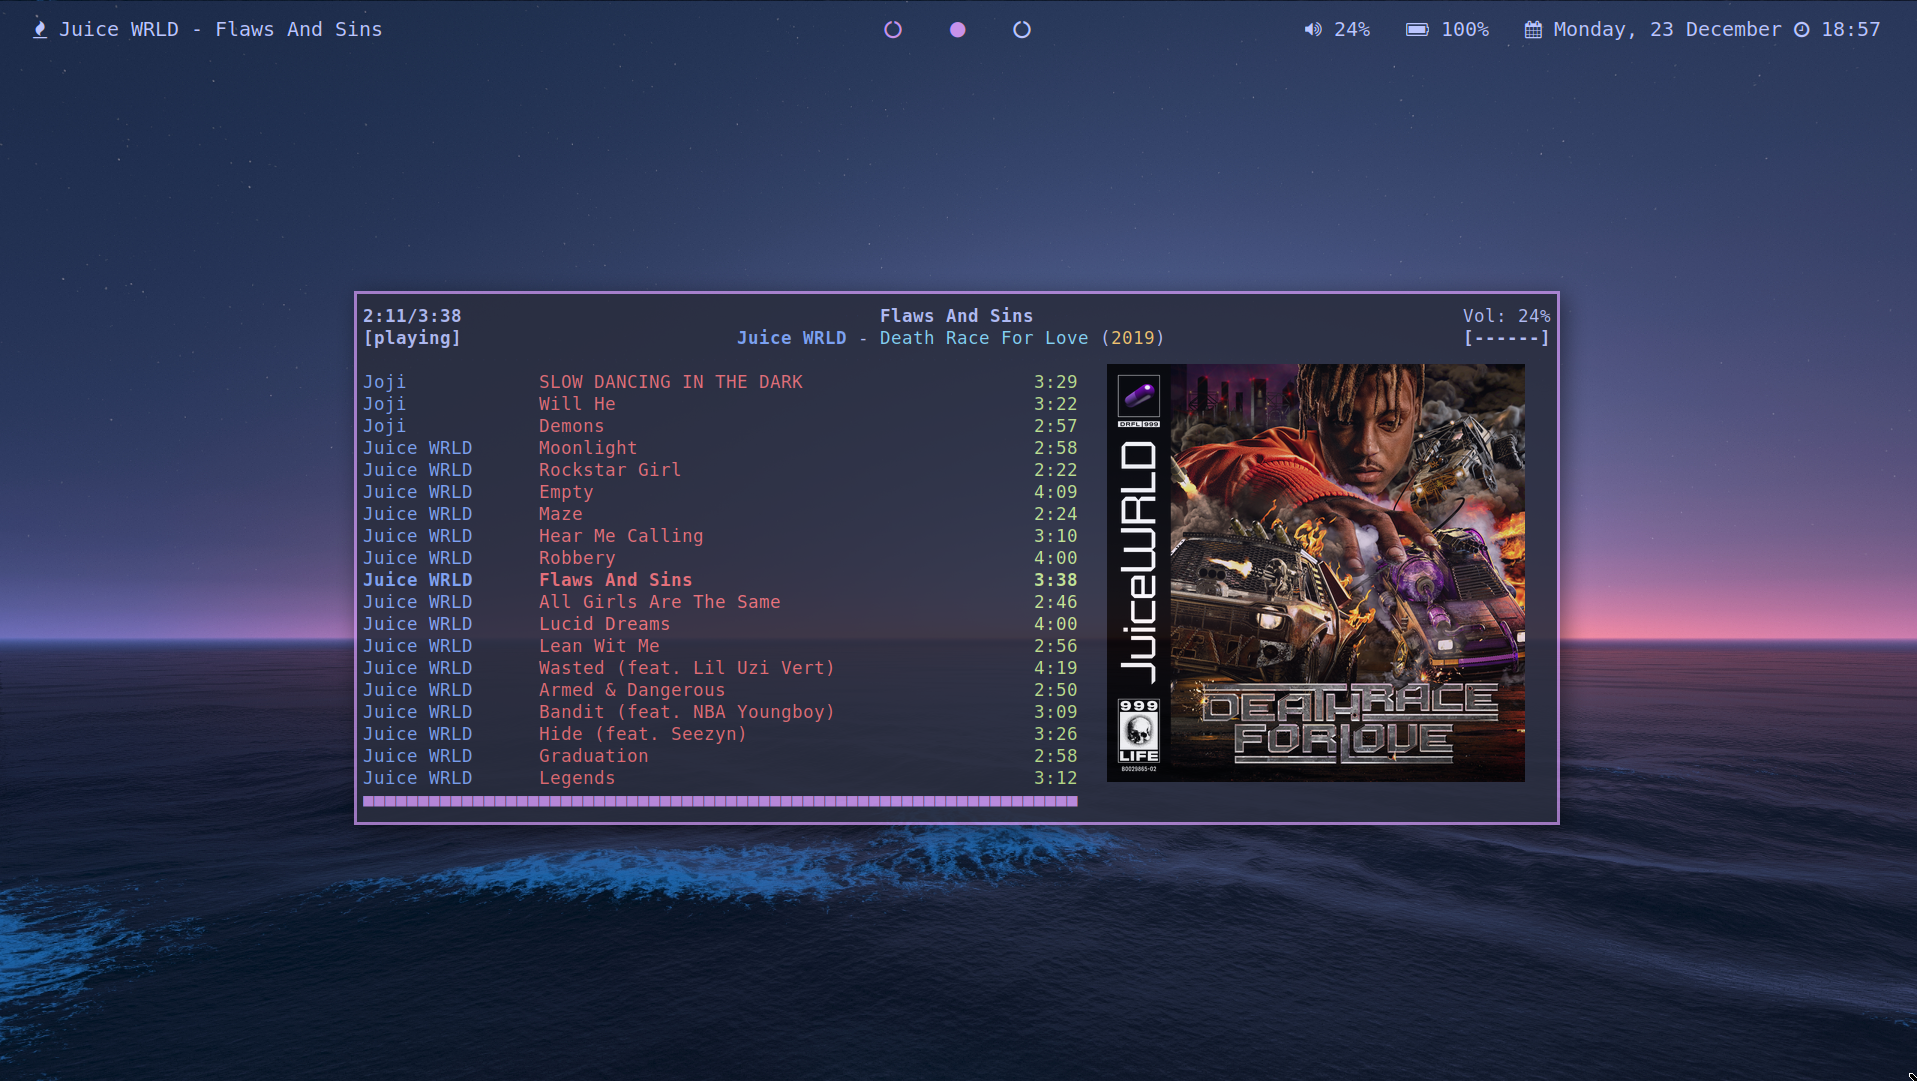 Juice WRLD - Flaws And Sins
24% 100% Monday, 23 December 18:57
2:11/3:38 Flaws And Sins Vol: 24%
[playing] Juice WRLD - Death Race For Love (2019) [------]
Joji SLOW DANCING IN THE DARK 3:29
Joji Will He 3:22
Joji Demons 2:57
Juice WRLD Moonlight 2:58
Juice WRLD Rockstar Girl 2:22
Juice WRLD Empty 4:09
Juice WRLD Maze 2:24
Juice WRLD Hear Me Calling 3:10
Juice WRLD Robbery 4:00
Juice WRLD Flaws And Sins 3:38
Juice WRLD All Girls Are The Same 2:46
Juice WRLD Lucid Dreams 4:00
Juice WRLD Lean Wit Me 2:56
Juice WRLD Wasted (feat. Lil Uzi Vert) 4:19
Juice WRLD Armed & Dangerous 2:50
Juice WRLD Bandit (feat. NBA Youngboy) 3:09
Juice WRLD Hide (feat. Seezyn) 3:26
Juice WRLD Graduation 2:58
Juice WRLD Legends 3:12
DRFL 999
JuiceWRLD
999
LIFE
B0029865-02
DEATH RACE
FOR LOVE